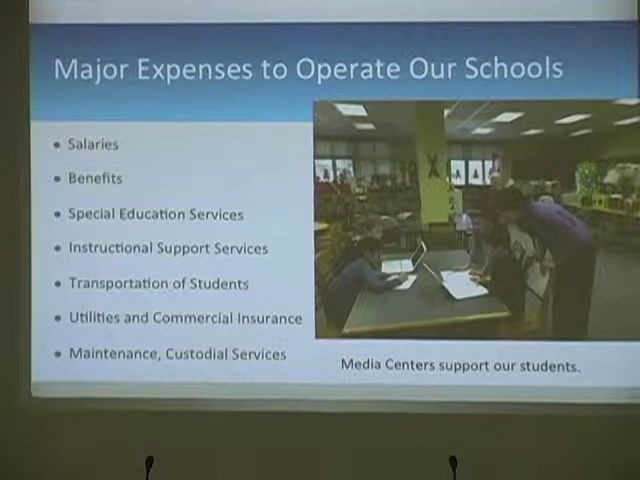 Major Expenses to Operate Our Schools
Salaries
Benefits
Special Education Services
Instructional Support Services
Transportation of Students
Utilities and Commercial Insurance
Maintenance, Custodial Services
Media Centers support our students.